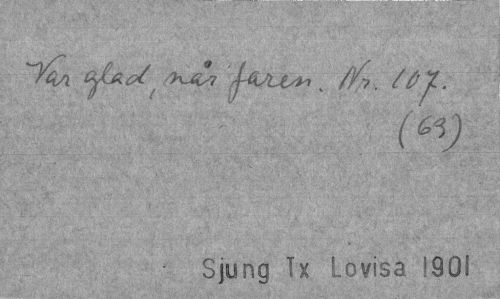 Var glad, når faren. Nr. 107.
(63)
Sjung Tx Lovisa 1901